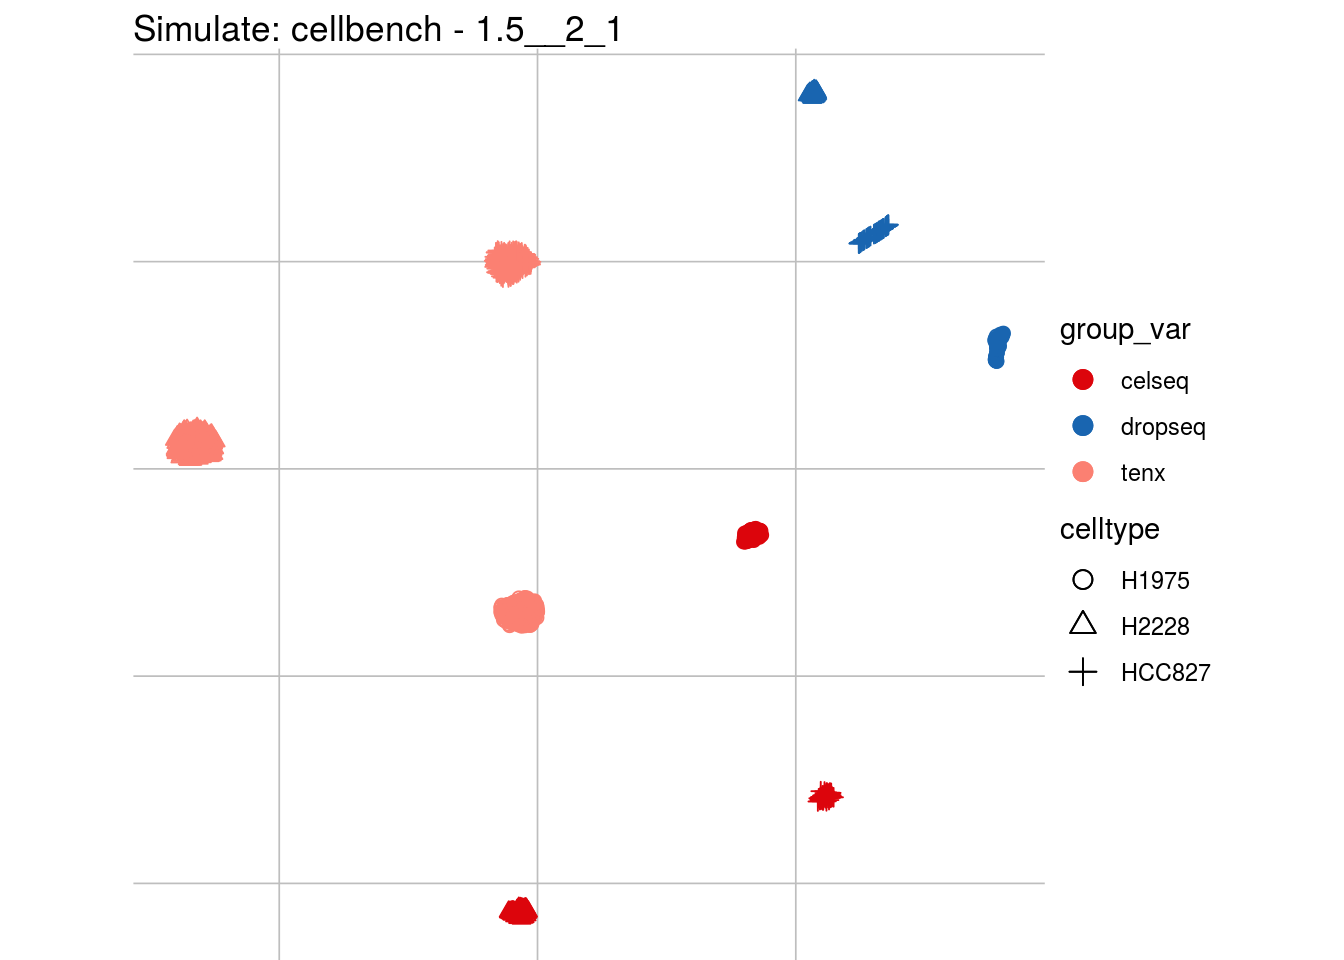 Simulate: cellbench - 1.5__2_1
group_var
celseq
dropseq
tenx
celltype
H1975
H2228
HCC827